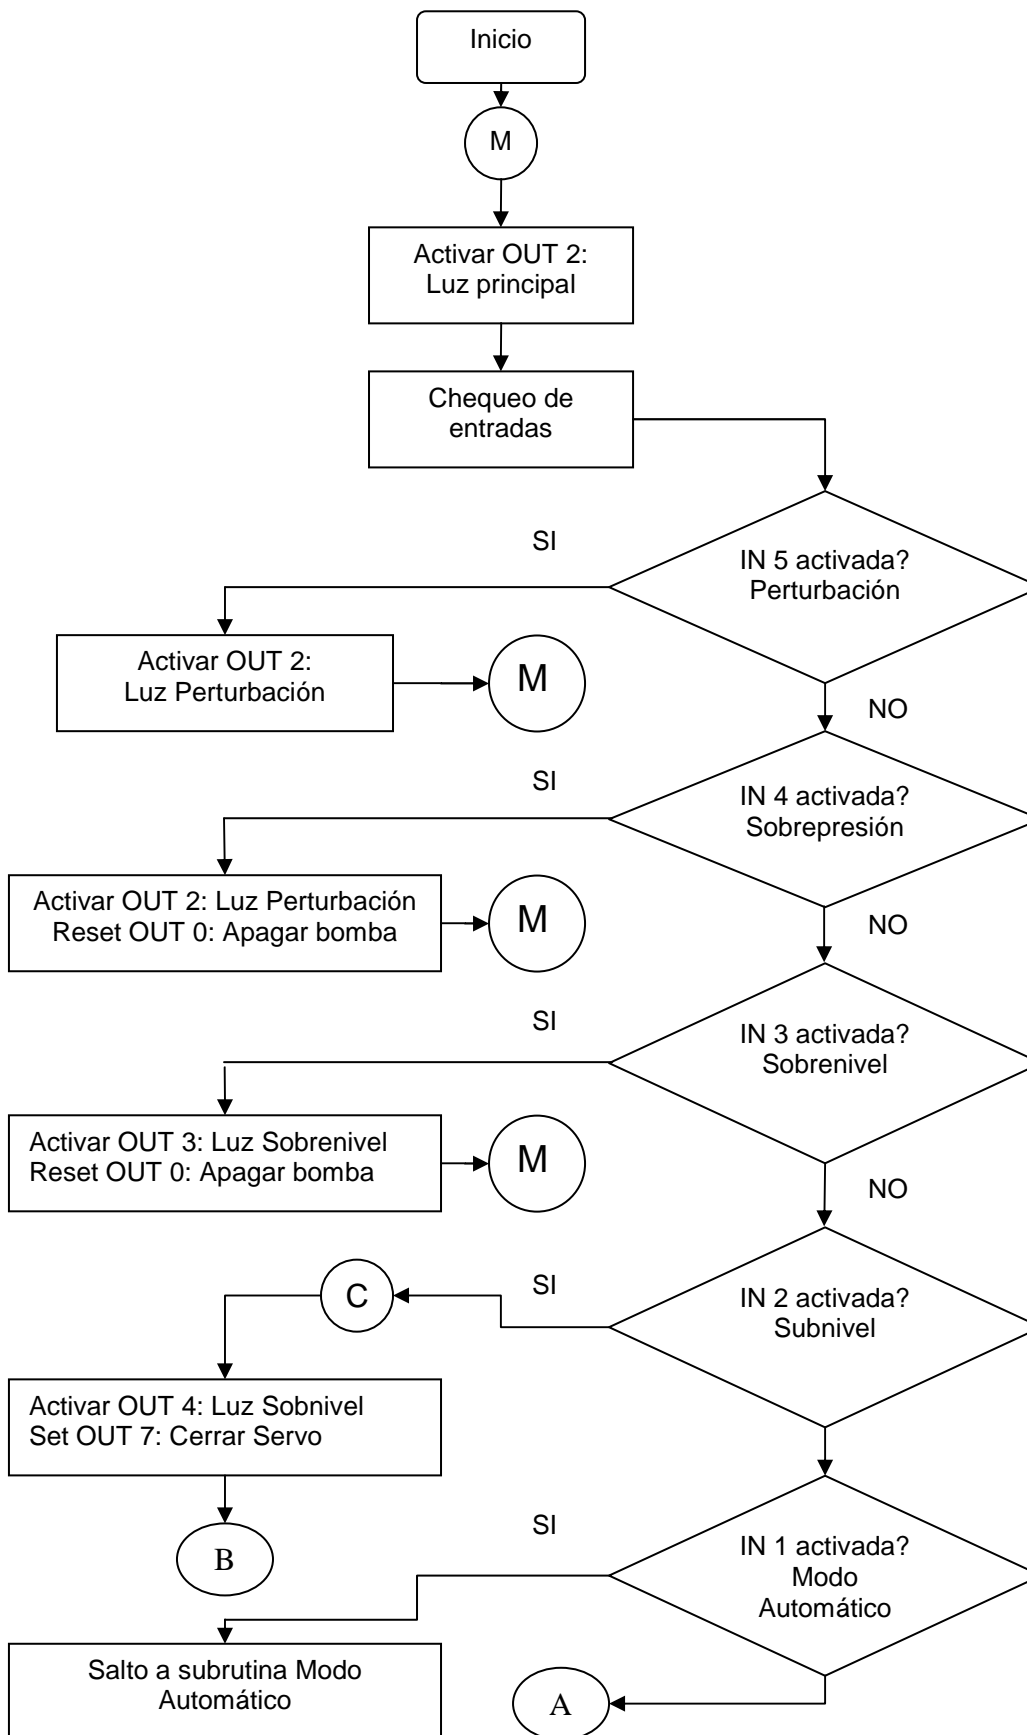 Inicio
M
Activar OUT 2:
Luz principal
Chequeo de
entradas
SI
IN 5 activada?
Perturbación
Activar OUT 2:
Luz Perturbación
M
NO
SI
IN 4 activada?
Sobrepresión
Activar OUT 2: Luz Perturbación
Reset OUT 0: Apagar bomba
M
NO
SI
IN 3 activada?
Sobrenivel
Activar OUT 3: Luz Sobrenivel
Reset OUT 0: Apagar bomba
M
NO
C
SI
IN 2 activada?
Subnivel
Activar OUT 4: Luz Sobnivel
Set OUT 7: Cerrar Servo
B
SI
IN 1 activada?
Modo
Automático
Salto a subrutina Modo
Automático
A